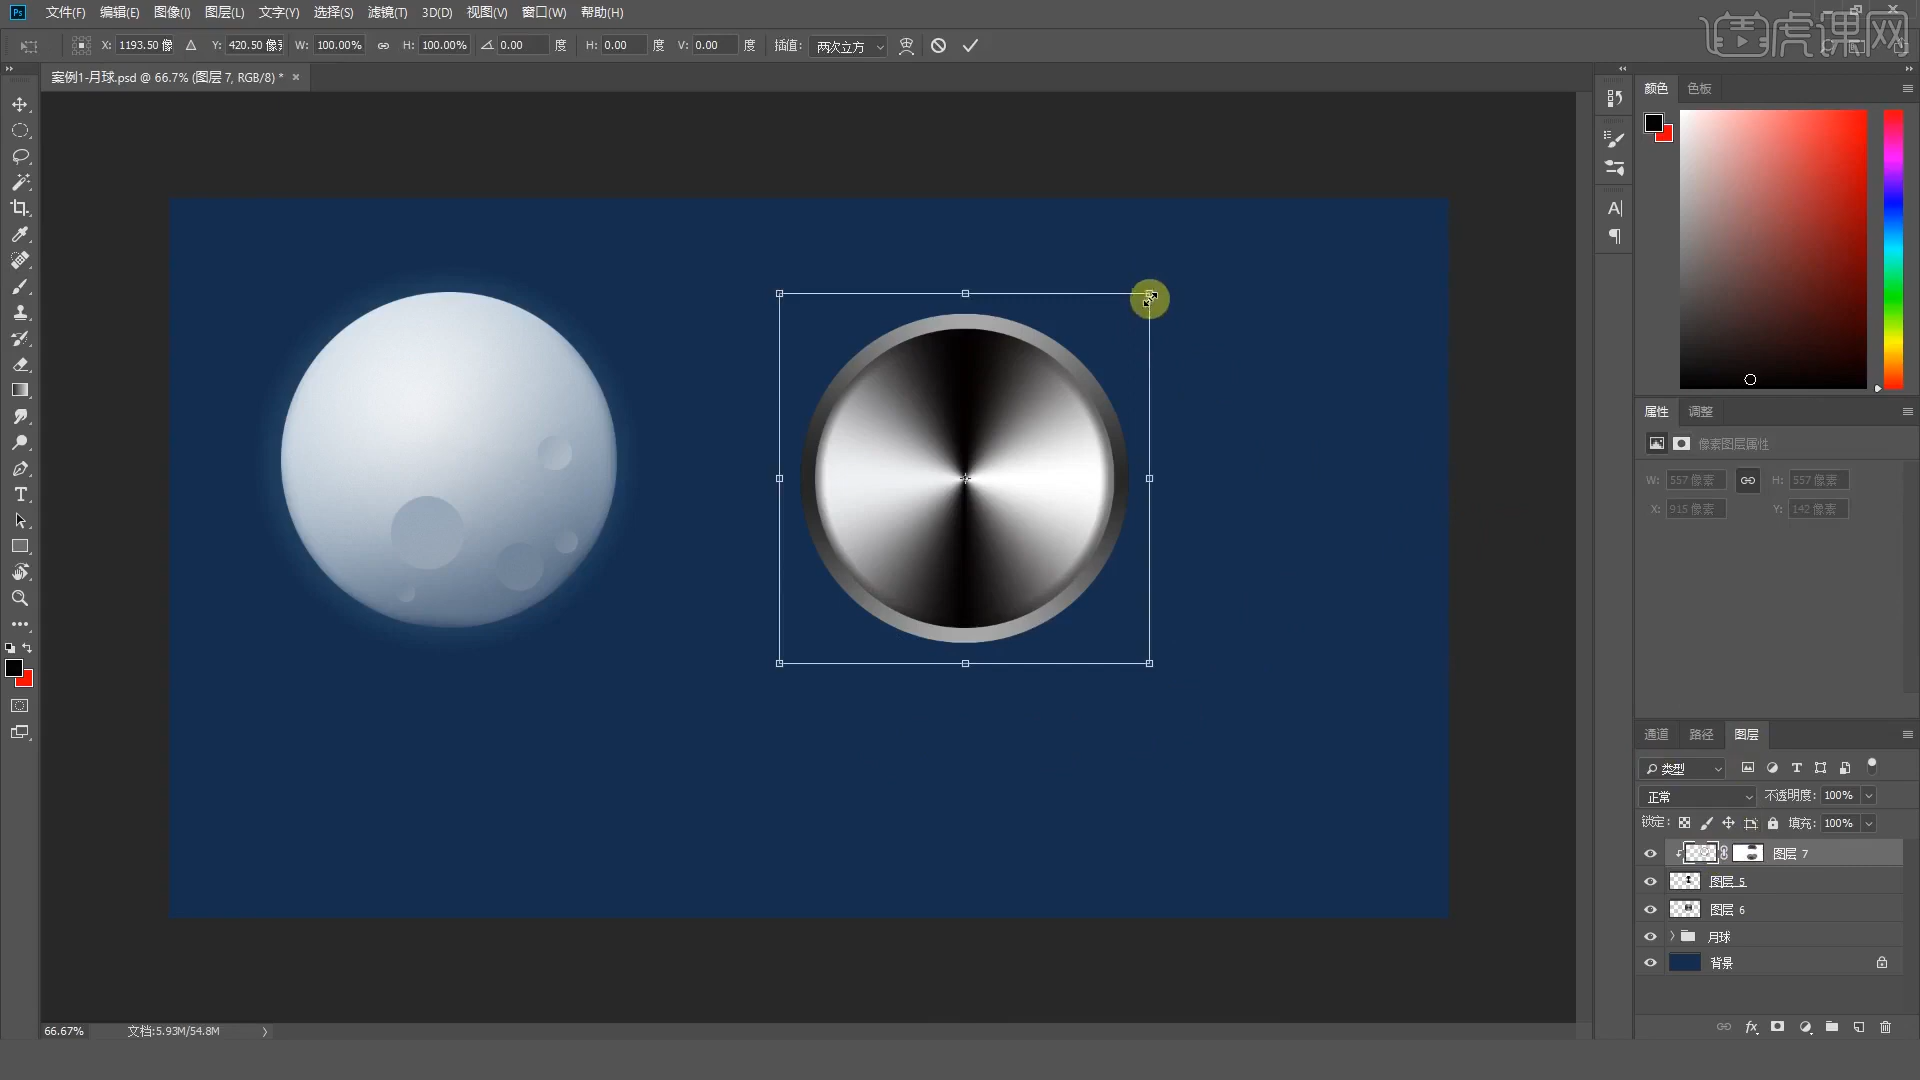 Ps 文件(F) 编辑(E) 图像(I) 图层(L) 文字(Y) 选择(S) 滤镜(T) 3D(D) 视图(V) 窗口(W) 帮助(H)
虎课网
X: 1193.50 像 Y: 420.50 像 W: 100.00% H: 100.00% 0.00 度 H: 0.00 度 V: 0.00 度 插值: 两次立方
案例1-月球.psd @ 66.7% (图层 7, RGB/8) * ×
颜色 色板
属性 调整
像素图层属性
W: 557 像素 H: 557 像素
X: 915 像素 Y: 142 像素
通道 路径 图层
类型
正常 不透明度: 100%
锁定: 填充: 100%
图层 7
图层 5
图层 6
月球
背景
66.67% 文档:5.93M/54.8M